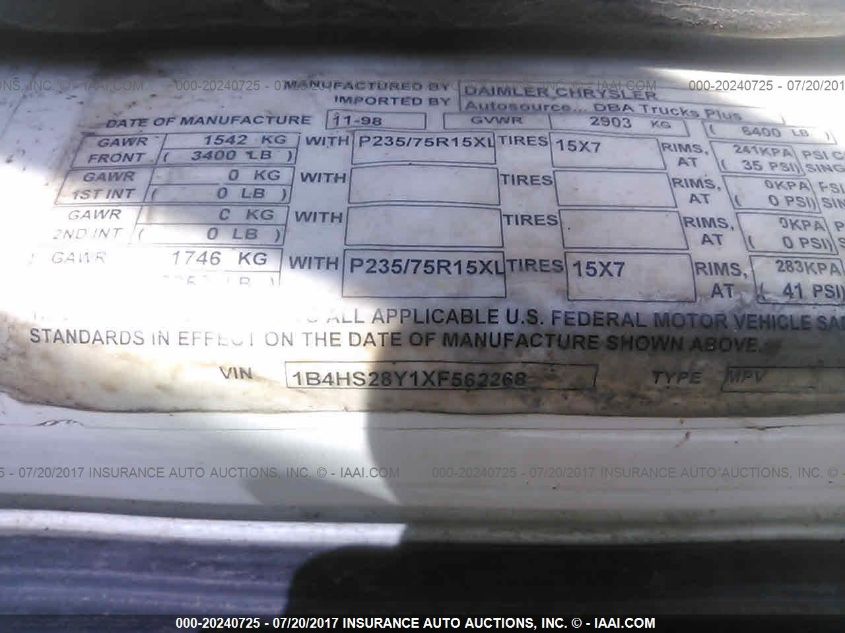 000-20240725 - 07/20/2017 INSURANCE AUTO AUCTIONS, INC. © - IAAI.COM 000-20240725 - 07/20/2017
MANUFACTURED BY DAIMLER CHRYSLER
IMPORTED BY Autosource... DBA Trucks Plus
DATE OF MANUFACTURE 11-98 GVWR 2903 KG ( 6400 LB )
GAWR 1542 KG WITH P235/75R15XL TIRES 15X7 RIMS, 241KPA PSI
FRONT ( 3400 LB ) AT ( 35 PSI)
GAWR 0 KG WITH TIRES RIMS, 0KPA
1ST INT ( 0 LB ) AT ( 0 PSI)
GAWR 0 KG WITH TIRES RIMS, 0KPA
2ND INT ( 0 LB ) AT ( 0 PSI)
GAWR 1746 KG WITH P235/75R15XL TIRES 15X7 RIMS, 283KPA
LB ) AT ( 41 PSI)
ALL APPLICABLE U.S. FEDERAL MOTOR VEHICLE
STANDARDS IN EFFECT ON THE DATE OF MANUFACTURE SHOWN ABOVE.
VIN 1B4HS28Y1XF562268 TYPE MPV
- 07/20/2017 INSURANCE AUTO AUCTIONS, INC. © - IAAI.COM 000-20240725 - 07/20/2017 INSURANCE AUTO AUCTIONS, INC.
000-20240725 - 07/20/2017 INSURANCE AUTO AUCTIONS, INC. © - IAAI.COM